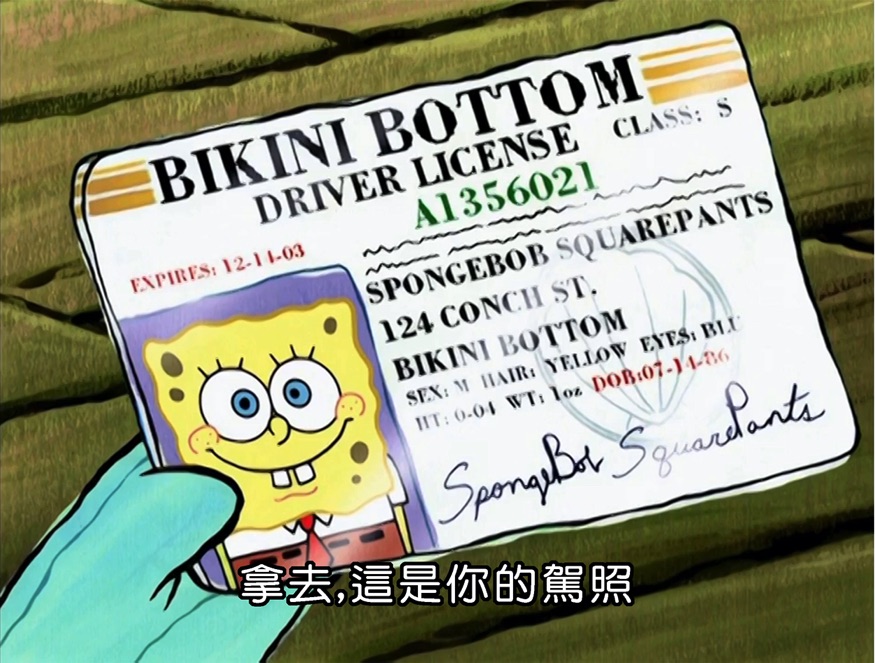 BIKINI BOTTOM
DRIVER LICENSE CLASS: S
A1356021
EXPIRES: 12-14-03
SPONGEBOB SQUAREPANTS
124 CONCH ST.
BIKINI BOTTOM
SEX: M HAIR: YELLOW EYES: BLU
HT: 0-04 WT: 1oz DOB:07-14-86
SpongeBob SquarePants
拿去,這是你的駕照